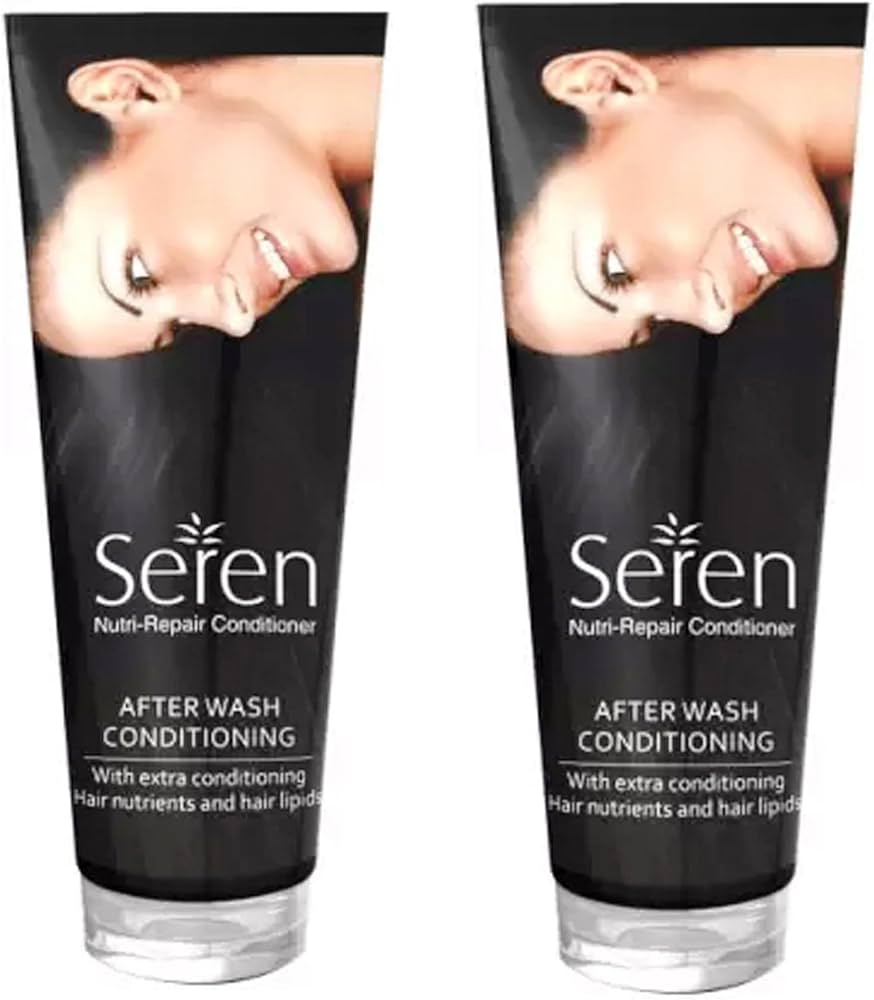 Seren
Nutri-Repair Conditioner
AFTER WASH
CONDITIONING
With extra conditioning
Hair nutrients and hair lipids
Seren
Nutri-Repair Conditioner
AFTER WASH
CONDITIONING
With extra conditioning
Hair nutrients and hair lipids